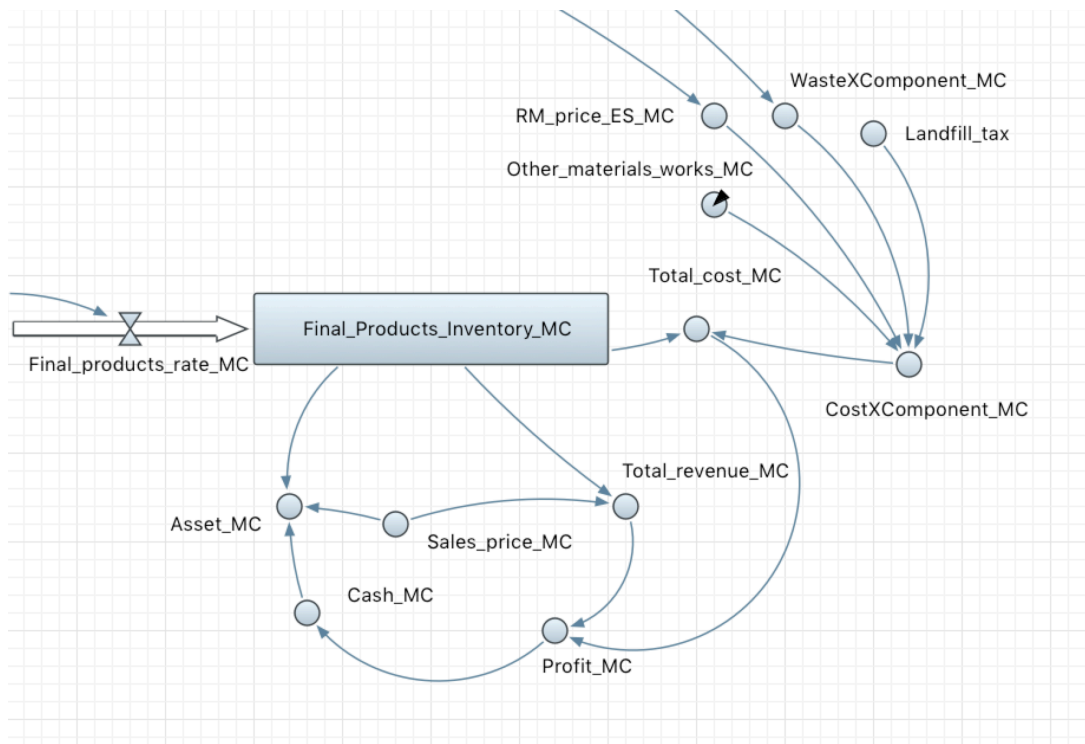 WasteXComponent_MC
RM_price_ES_MC
Landfill_tax
Other_materials_works_MC
Total_cost_MC
Final_Products_Inventory_MC
Final_products_rate_MC
CostXComponent_MC
Total_revenue_MC
Asset_MC
Sales_price_MC
Cash_MC
Profit_MC